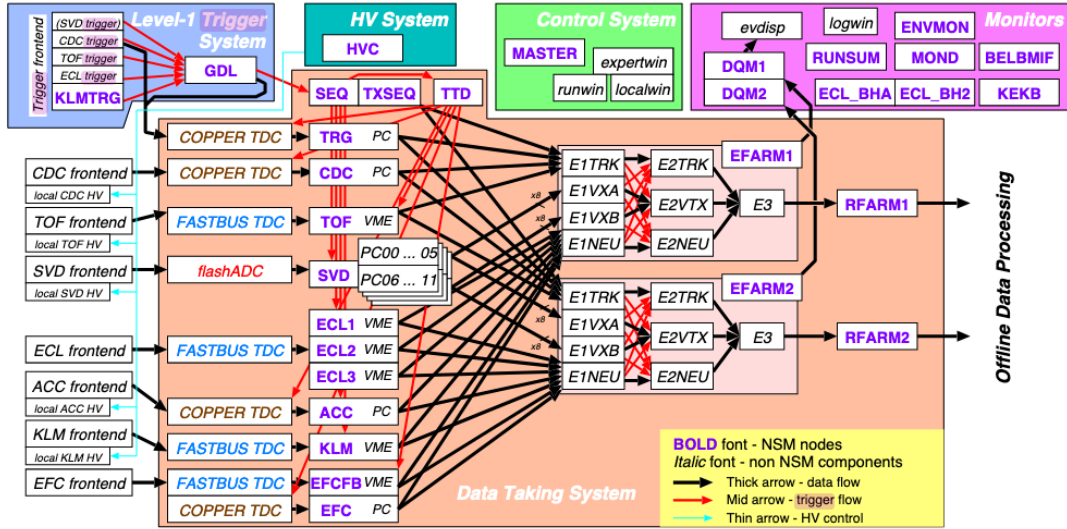 Level-1 Trigger System
(SVD trigger)
CDC trigger
TOF trigger
ECL trigger
KLMTRG
Trigger frontend
GDL
HV System
HVC
Control System
MASTER
expertwin
runwin
localwin
Monitors
evdisp
logwin
ENVMON
DQM1
RUNSUM
MOND
BELBMIF
DQM2
ECL_BHA
ECL_BH2
KEKB
SEQ
TXSEQ
TTD
COPPER TDC
TRG PC
CDC frontend
local CDC HV
COPPER TDC
CDC PC
TOF frontend
local TOF HV
FASTBUS TDC
TOF VME
SVD frontend
local SVD HV
flashADC
SVD
PC00 ... 05
PC06 ... 11
ECL1 VME
ECL frontend
FASTBUS TDC
ECL2 VME
ECL3 VME
ACC frontend
local ACC HV
COPPER TDC
ACC PC
KLM frontend
local KLM HV
FASTBUS TDC
KLM VME
EFC frontend
FASTBUS TDC
EFCFB VME
COPPER TDC
EFC PC
EFARM1
E1TRK
E2TRK
x8
E1VXA
E2VTX
E3
RFARM1
x8
E1VXB
E1NEU
E2NEU
EFARM2
E1TRK
E2TRK
x8
E1VXA
E2VTX
E3
RFARM2
x8
E1VXB
E1NEU
E2NEU
Offline Data Processing
Data Taking System
BOLD font - NSM nodes
Italic font - non NSM components
Thick arrow - data flow
Mid arrow - trigger flow
Thin arrow - HV control